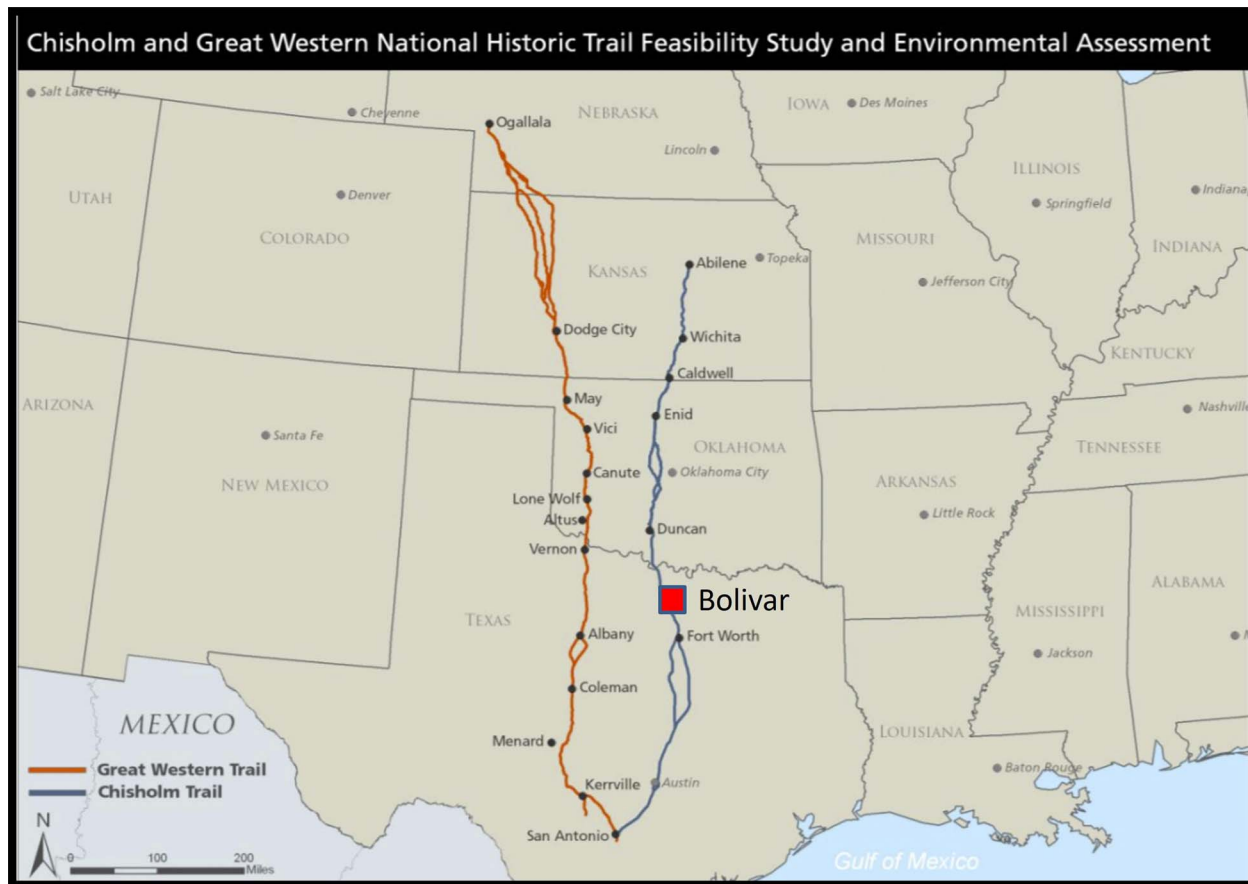 Chisholm and Great Western National Historic Trail Feasibility Study and Environmental Assessment
Salt Lake City
Cheyenne
Ogallala
NEBRASKA
Lincoln
IOWA
Des Moines
ILLINOIS
Springfield
Indiana
INDIANA
UTAH
Denver
COLORADO
KANSAS
Abilene
Topeka
MISSOURI
Jefferson City
Dodge City
Wichita
Caldwell
KENTUCKY
ARIZONA
Santa Fe
NEW MEXICO
May
Vici
Enid
OKLAHOMA
Oklahoma City
Canute
Lone Wolf
Altus
Vernon
Duncan
ARKANSAS
Little Rock
TENNESSEE
Nashville
Bolivar
TEXAS
Albany
Fort Worth
Coleman
MISSISSIPPI
Jackson
ALABAMA
M
Menard
LOUISIANA
Baton Rouge
Kerrville
Austin
San Antonio
MEXICO
Great Western Trail
Chisholm Trail
N
0 100 200
Miles
Gulf of Mexico